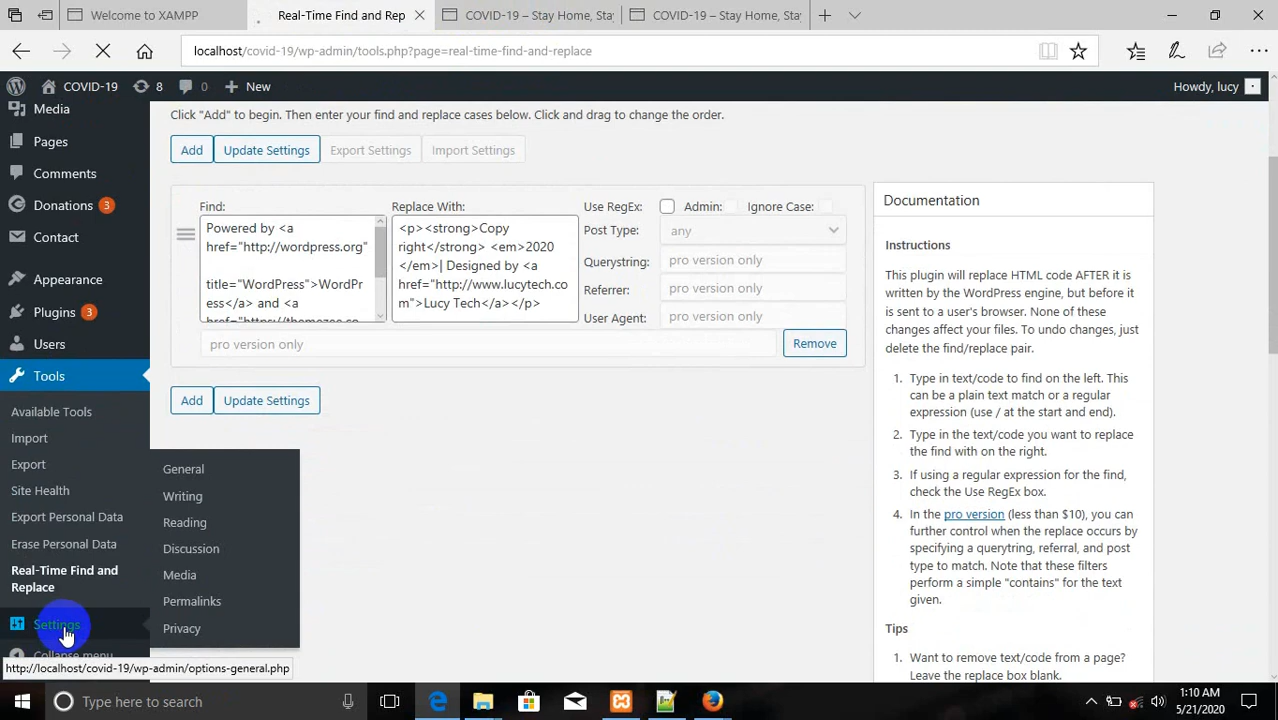 Welcome to XAMPP
Real-Time Find and Rep
COVID-19 – Stay Home, Sta
COVID-19 – Stay Home, Sta
localhost/covid-19/wp-admin/tools.php?page=real-time-find-and-replace
COVID-19
8
0
New
Howdy, lucy
Media
Pages
Comments
Donations 3
Contact
Appearance
Plugins 3
Users
Tools
Available Tools
Import
Export
Site Health
Export Personal Data
Erase Personal Data
Real-Time Find and
Replace
Settings
Collapse menu
General
Writing
Reading
Discussion
Media
Permalinks
Privacy
http://localhost/covid-19/wp-admin/options-general.php
Click "Add" to begin. Then enter your find and replace cases below. Click and drag to change the order.
Add
Update Settings
Export Settings
Import Settings
Find:
Powered by <a
href="http://wordpress.org"
title="WordPress">WordPr
ess</a> and <a
href="https://themezee.co
Replace With:
<p><strong>Copy
right</strong> <em>2020
</em>| Designed by <a
href="http://www.lucytech.co
m">Lucy Tech</a></p>
Use RegEx:
Admin:
Ignore Case:
Post Type:
any
Querystring:
pro version only
Referrer:
pro version only
User Agent:
pro version only
pro version only
Remove
Add
Update Settings
Documentation
Instructions
This plugin will replace HTML code AFTER it is
written by the WordPress engine, but before it
is sent to a user's browser. None of these
changes affect your files. To undo changes, just
delete the find/replace pair.
1. Type in text/code to find on the left. This
can be a plain text match or a regular
expression (use / at the start and end).
2. Type in the text/code you want to replace
the find with on the right.
3. If using a regular expression for the find,
check the Use RegEx box.
4. In the pro version (less than $10), you can
further control when the replace occurs by
specifying a querytring, referral, and post
type to match. Note that these filters
perform a simple "contains" for the text
given.
Tips
1. Want to remove text/code from a page?
Leave the replace box blank.
Type here to search
1:10 AM
5/21/2020